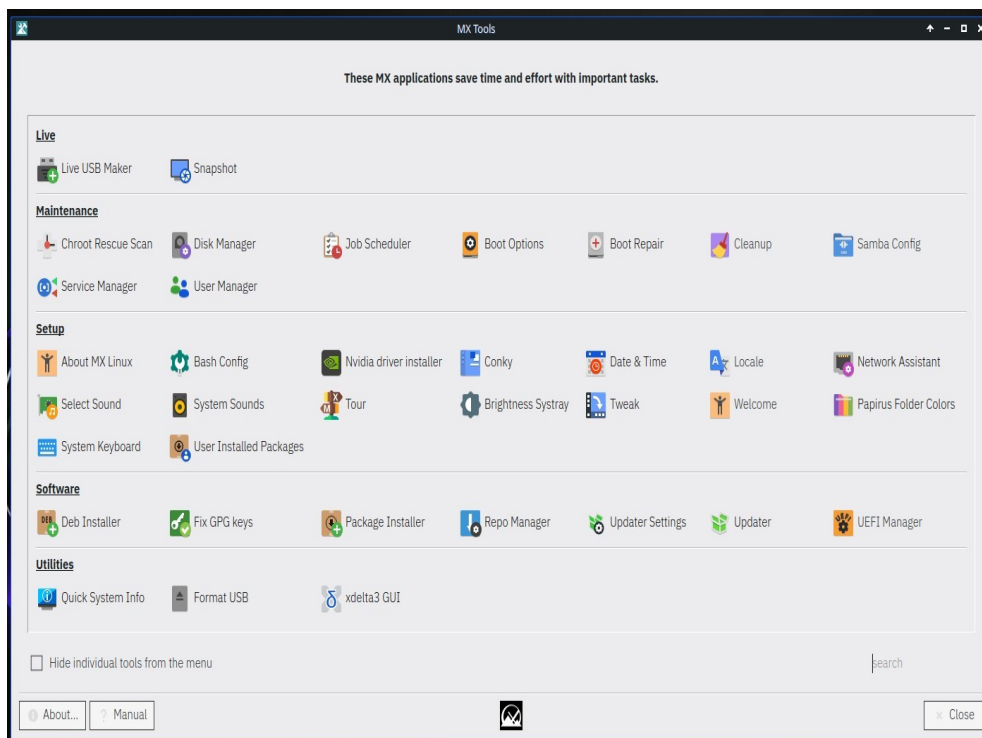 MX Tools
These MX applications save time and effort with important tasks.
Live
Live USB Maker Snapshot
Maintenance
Chroot Rescue Scan Disk Manager Job Scheduler Boot Options Boot Repair Cleanup Samba Config
Service Manager User Manager
Setup
About MX Linux Bash Config Nvidia driver installer Conky Date & Time Locale Network Assistant
Select Sound System Sounds Tour Brightness Systray Tweak Welcome Papirus Folder Colors
System Keyboard User Installed Packages
Software
Deb Installer Fix GPG keys Package Installer Repo Manager Updater Settings Updater UEFI Manager
Utilities
Quick System Info Format USB xdelta3 GUI
Hide individual tools from the menu search
About... Manual Close